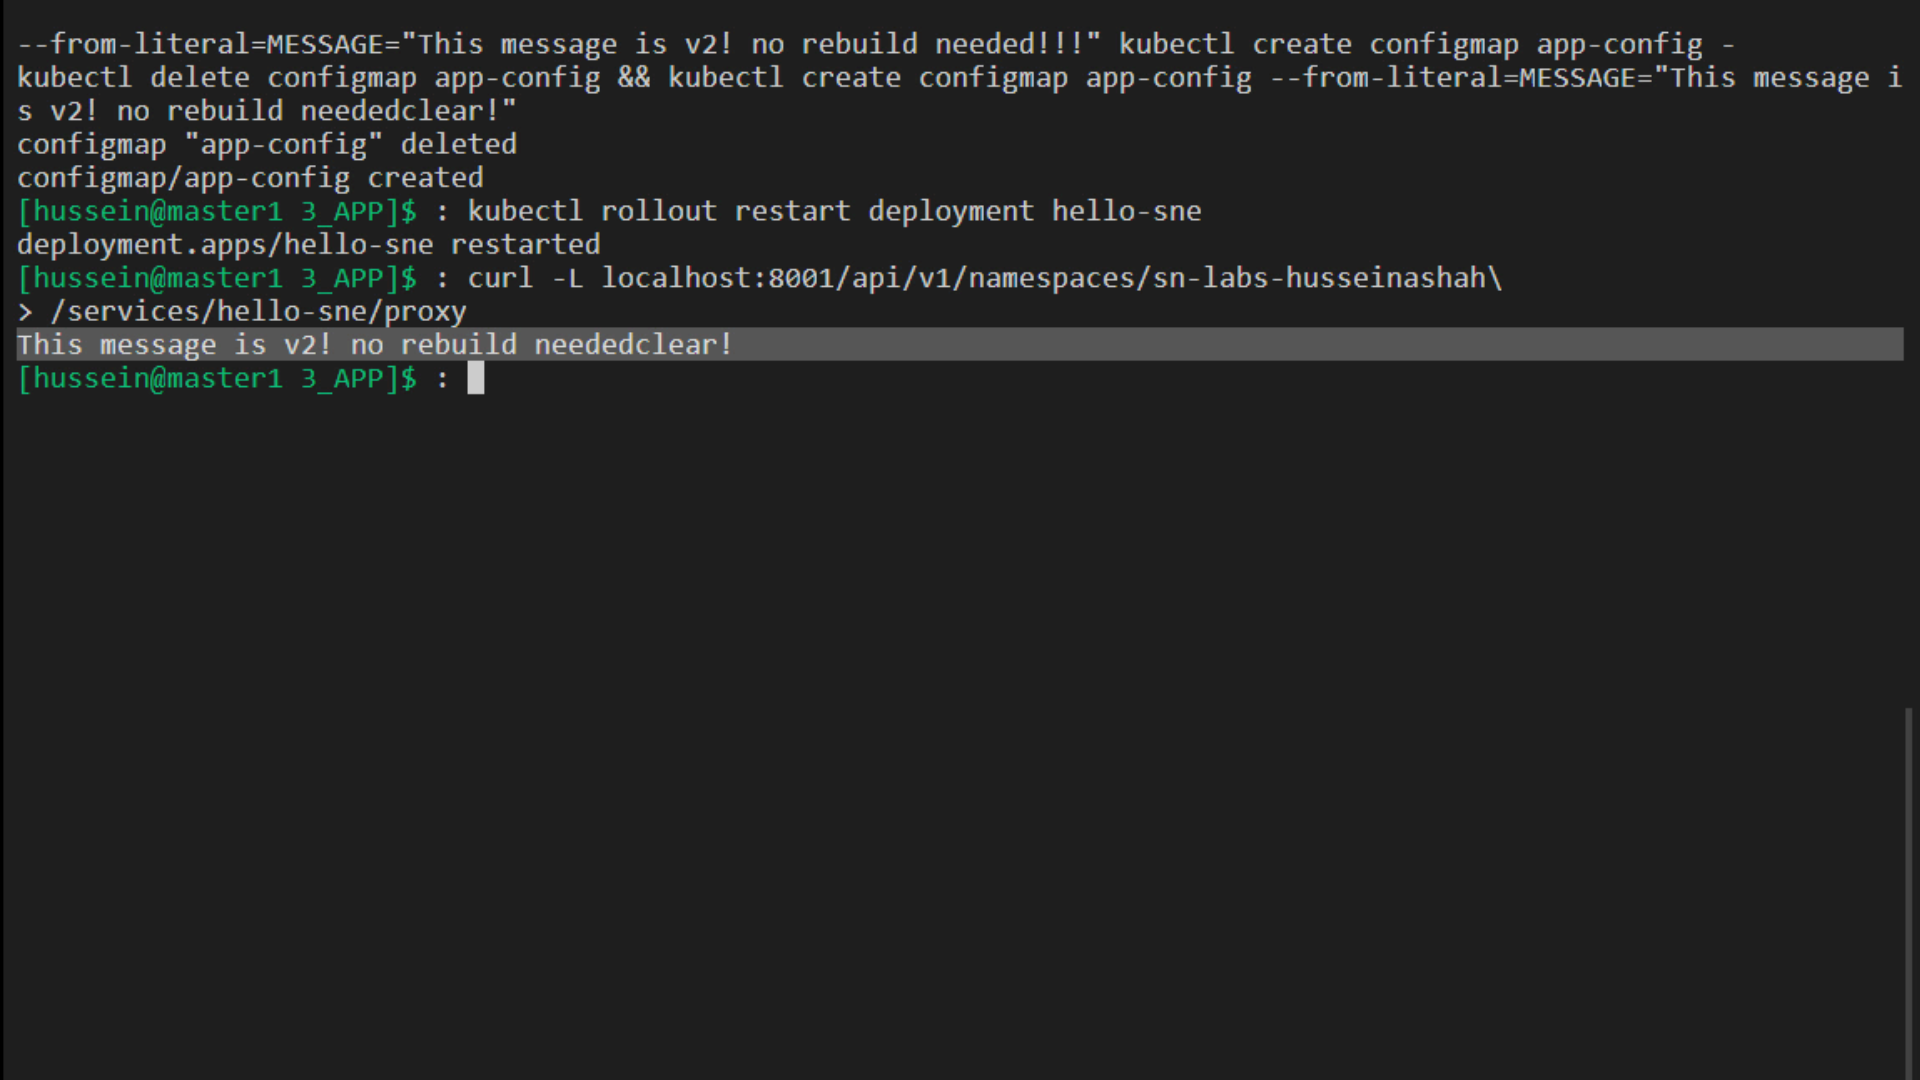 --from-literal=MESSAGE="This message is v2! no rebuild needed!!!" kubectl create configmap app-config -
kubectl delete configmap app-config && kubectl create configmap app-config --from-literal=MESSAGE="This message i
s v2! no rebuild neededclear!"
configmap "app-config" deleted
configmap/app-config created
[hussein@master1 3_APP]$ : kubectl rollout restart deployment hello-sne
deployment.apps/hello-sne restarted
[hussein@master1 3_APP]$ : curl -L localhost:8001/api/v1/namespaces/sn-labs-husseinashah\
> /services/hello-sne/proxy
This message is v2! no rebuild neededclear!
[hussein@master1 3_APP]$ :